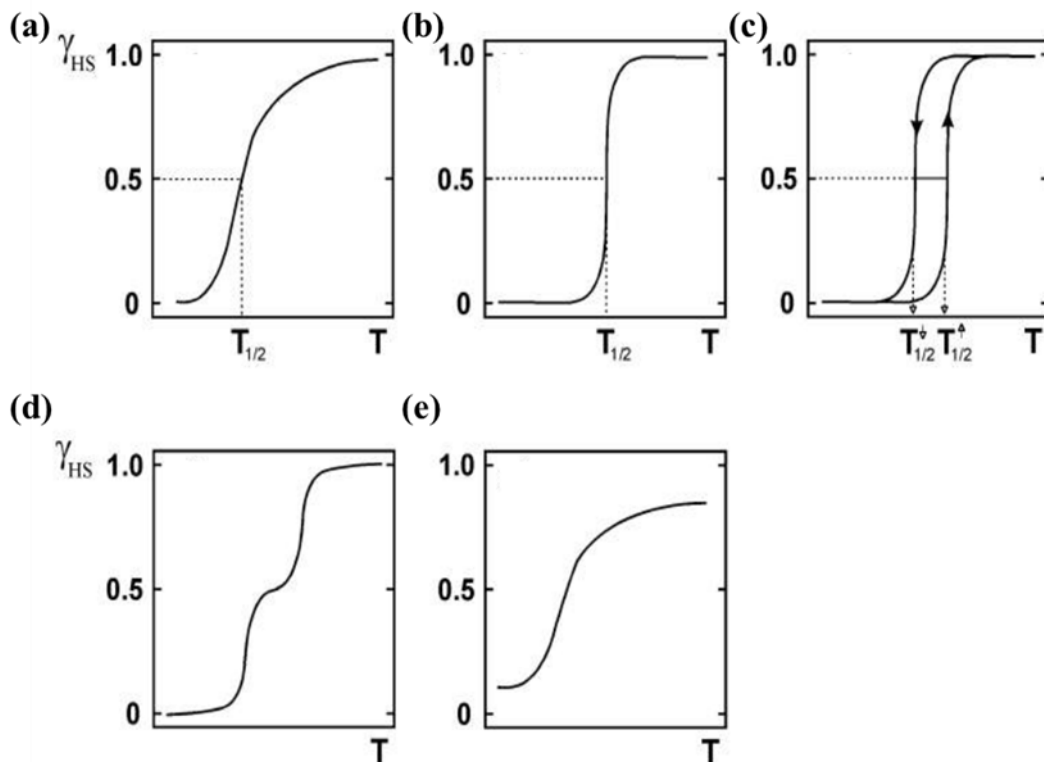 (a) (b) (c)
γHS 1.0 1.0 1.0
0.5 0.5 0.5
0 0 0
T1/2 T T1/2 T T1/2↓ T1/2↑ T
(d) (e)
γHS 1.0 1.0
0.5 0.5
0 0
T T